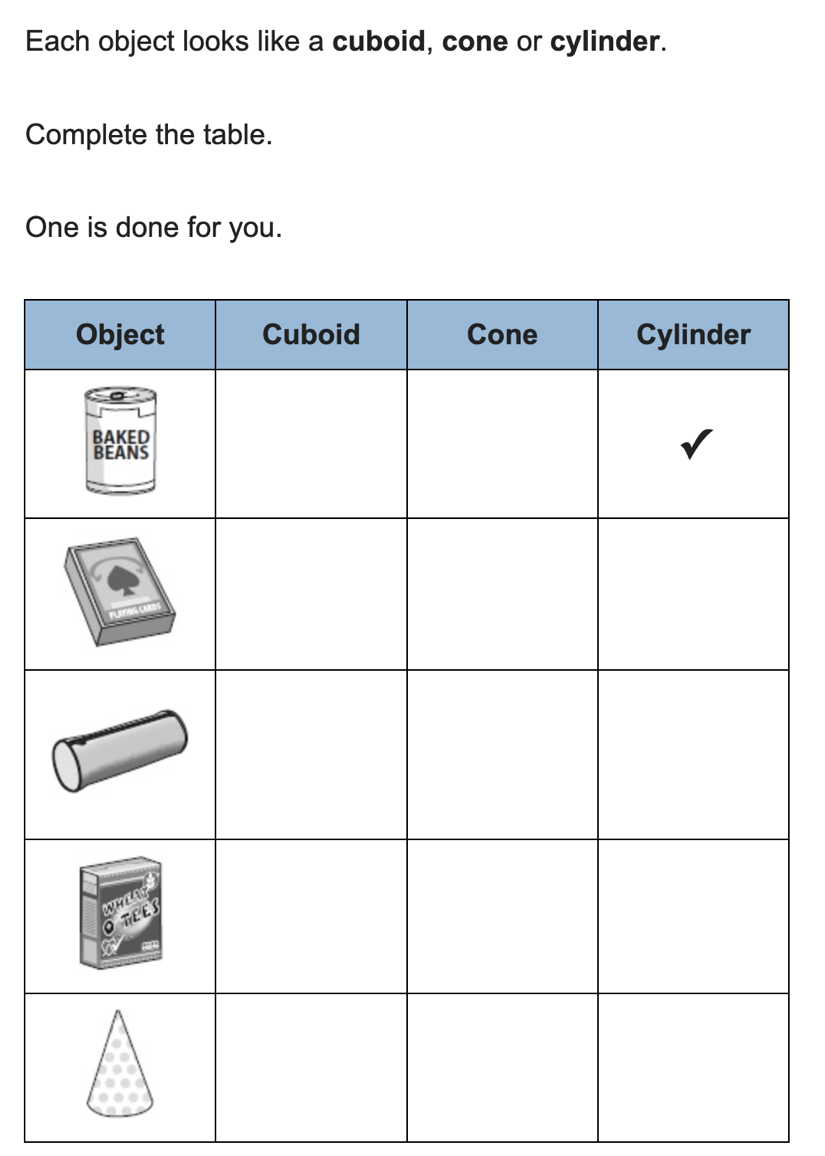 Each object looks like a cuboid, cone or cylinder.
Complete the table.
One is done for you.
Object Cuboid Cone Cylinder
BAKED
BEANS
✔
PLAYING CARDS
WHEAT
O TEES